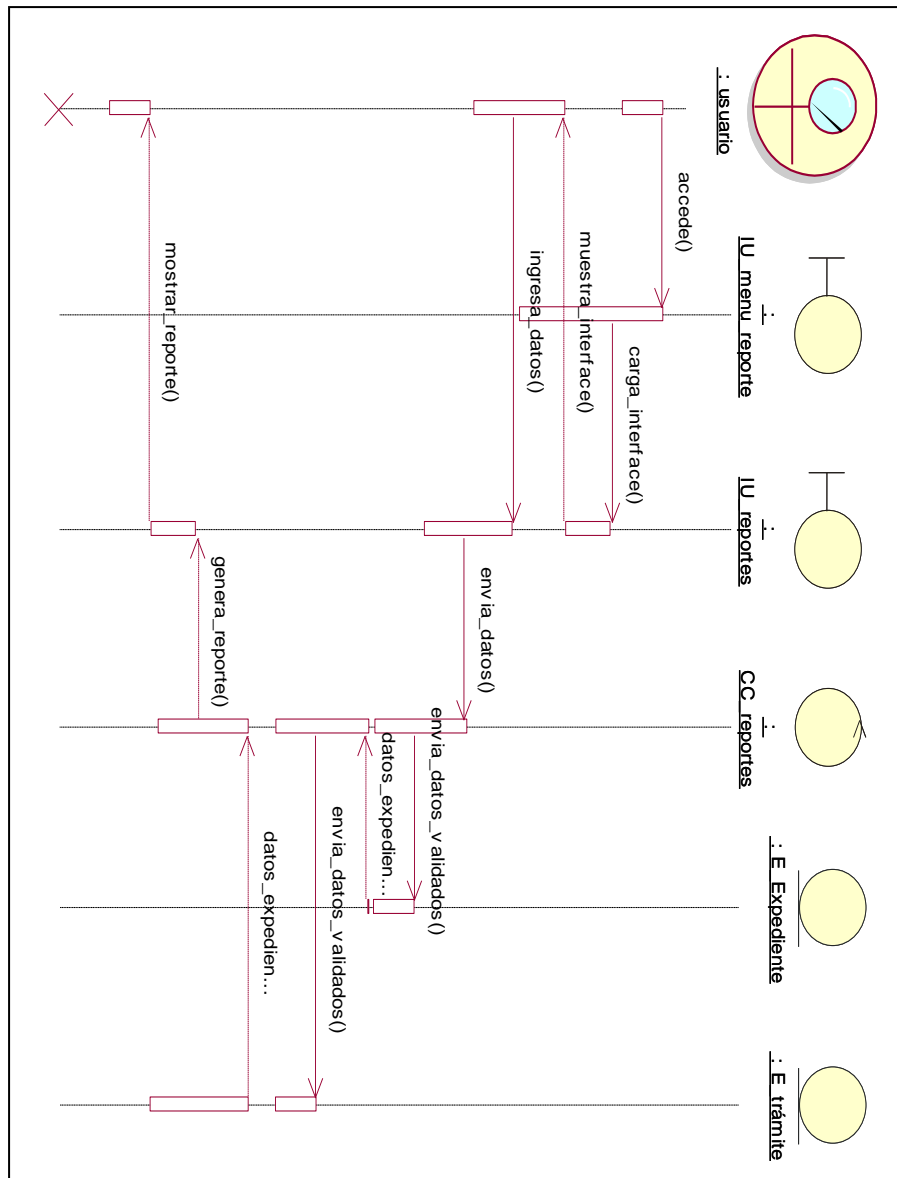 : usuario
:
IU_menu_reporte
:
IU_reportes
:
CC_reportes
: E_Expediente
: E_trámite
accede()
carga_interface()
muestra_interface()
ingresa_datos()
envia_datos()
envia_datos_validados()
datos_expedien...
envia_datos_validados()
datos_expedien...
genera_reporte()
mostrar_reporte()